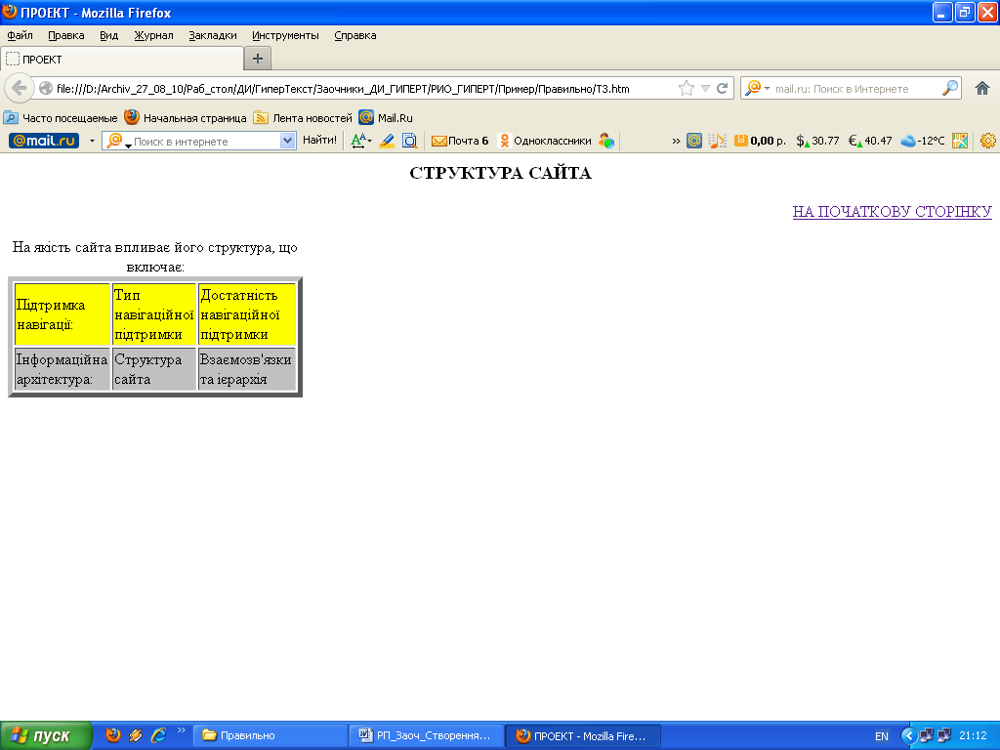 ПРОЕКТ - Mozilla Firefox
Файл Правка Вид Журнал Закладки Инструменты Справка
ПРОЕКТ
file:///D:/Archiv_27_08_10/Раб_стол/ДИ/ГиперТекст/Заочники_ДИ_ГИПЕРТ/РИО_ГИПЕРТ/Пример/Правильно/Т3.htm
mail.ru: Поиск в Интернете
Часто посещаемые Начальная страница Лента новостей Mail.Ru
@mail.ru Поиск в интернете Найти! Почта 6 Одноклассники » 0,00 р. $ 30.77 € 40.47 -12°C
СТРУКТУРА САЙТА
НА ПОЧАТКОВУ СТОРІНКУ
На якість сайта впливає його структура, що
включає:
Підтримка
навігації:
Тип
навігаційної
підтримки
Достатність
навігаційної
підтримки
Інформаційна
архітектура:
Структура
сайта
Взаємозв'язки
та ієрархія
пуск » Правильно РП_Заоч_Створення... ПРОЕКТ - Mozilla Fire... EN 21:12